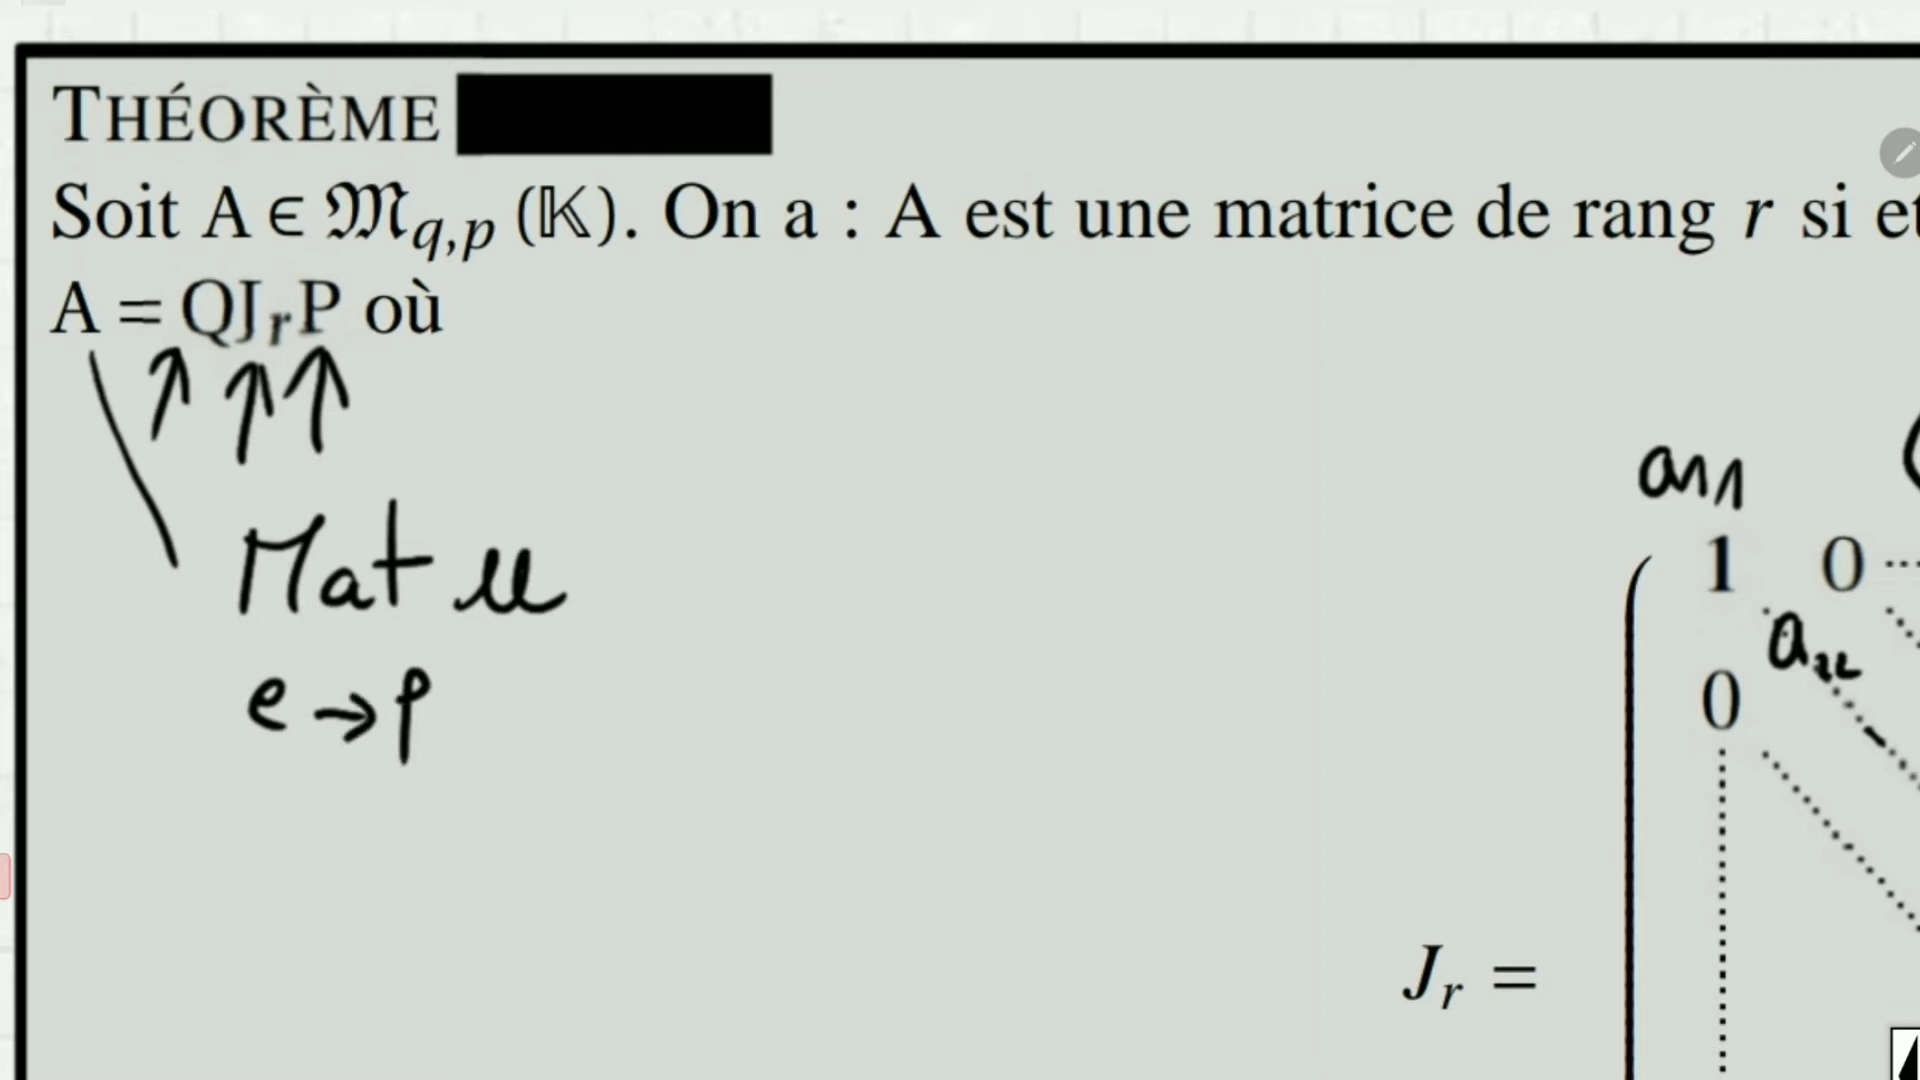 THÉORÈME
Soit A ∈ 𝔐q,p (𝕂). On a : A est une matrice de rang r si et
A = QJrP où
a11
1 0
a22
0
Mat u
e → f
Jr =